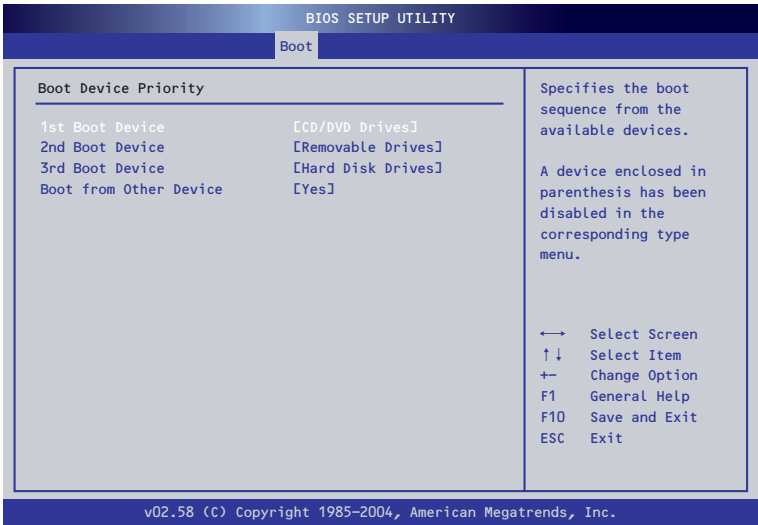 BIOS SETUP UTILITY
Boot
Boot Device Priority
1st Boot Device [CD/DVD Drives]
2nd Boot Device [Removable Drives]
3rd Boot Device [Hard Disk Drives]
Boot from Other Device [Yes]
Specifies the boot
sequence from the
available devices.
A device enclosed in
parenthesis has been
disabled in the
corresponding type
menu.
←→ Select Screen
↑↓ Select Item
+− Change Option
F1 General Help
F10 Save and Exit
ESC Exit
v02.58 (C) Copyright 1985-2004, American Megatrends, Inc.